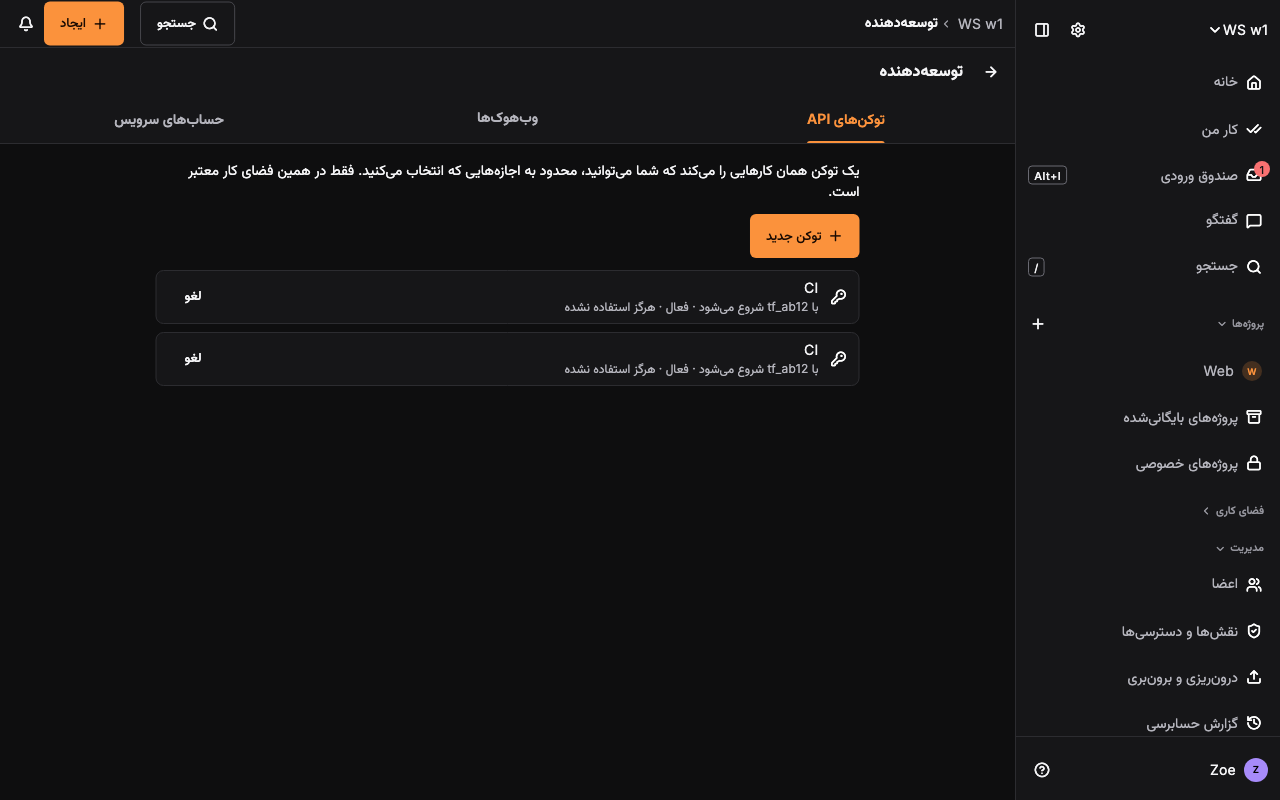 WS w1
خانه
کار من
صندوق ورودی
1
Alt+I
گفتگو
جستجو
/
پروژه‌ها
W
Web
پروژه‌های بایگانی‌شده
پروژه‌های خصوصی
فضای کاری
مدیریت
اعضا
نقش‌ها و دسترسی‌ها
درون‌ریزی و برون‌بری
گزارش حسابرسی
Z
Zoe
WS w1 › توسعه‌دهنده
جستجو
ایجاد
توسعه‌دهنده
توکن‌های API
وب‌هوک‌ها
حساب‌های سرویس
یک توکن همان کارهایی را می‌کند که شما می‌توانید، محدود به اجازه‌هایی که انتخاب می‌کنید. فقط در همین فضای کار معتبر
است.
توکن جدید
CI
با tf_ab12 شروع می‌شود · فعال · هرگز استفاده نشده
لغو
CI
با tf_ab12 شروع می‌شود · فعال · هرگز استفاده نشده
لغو